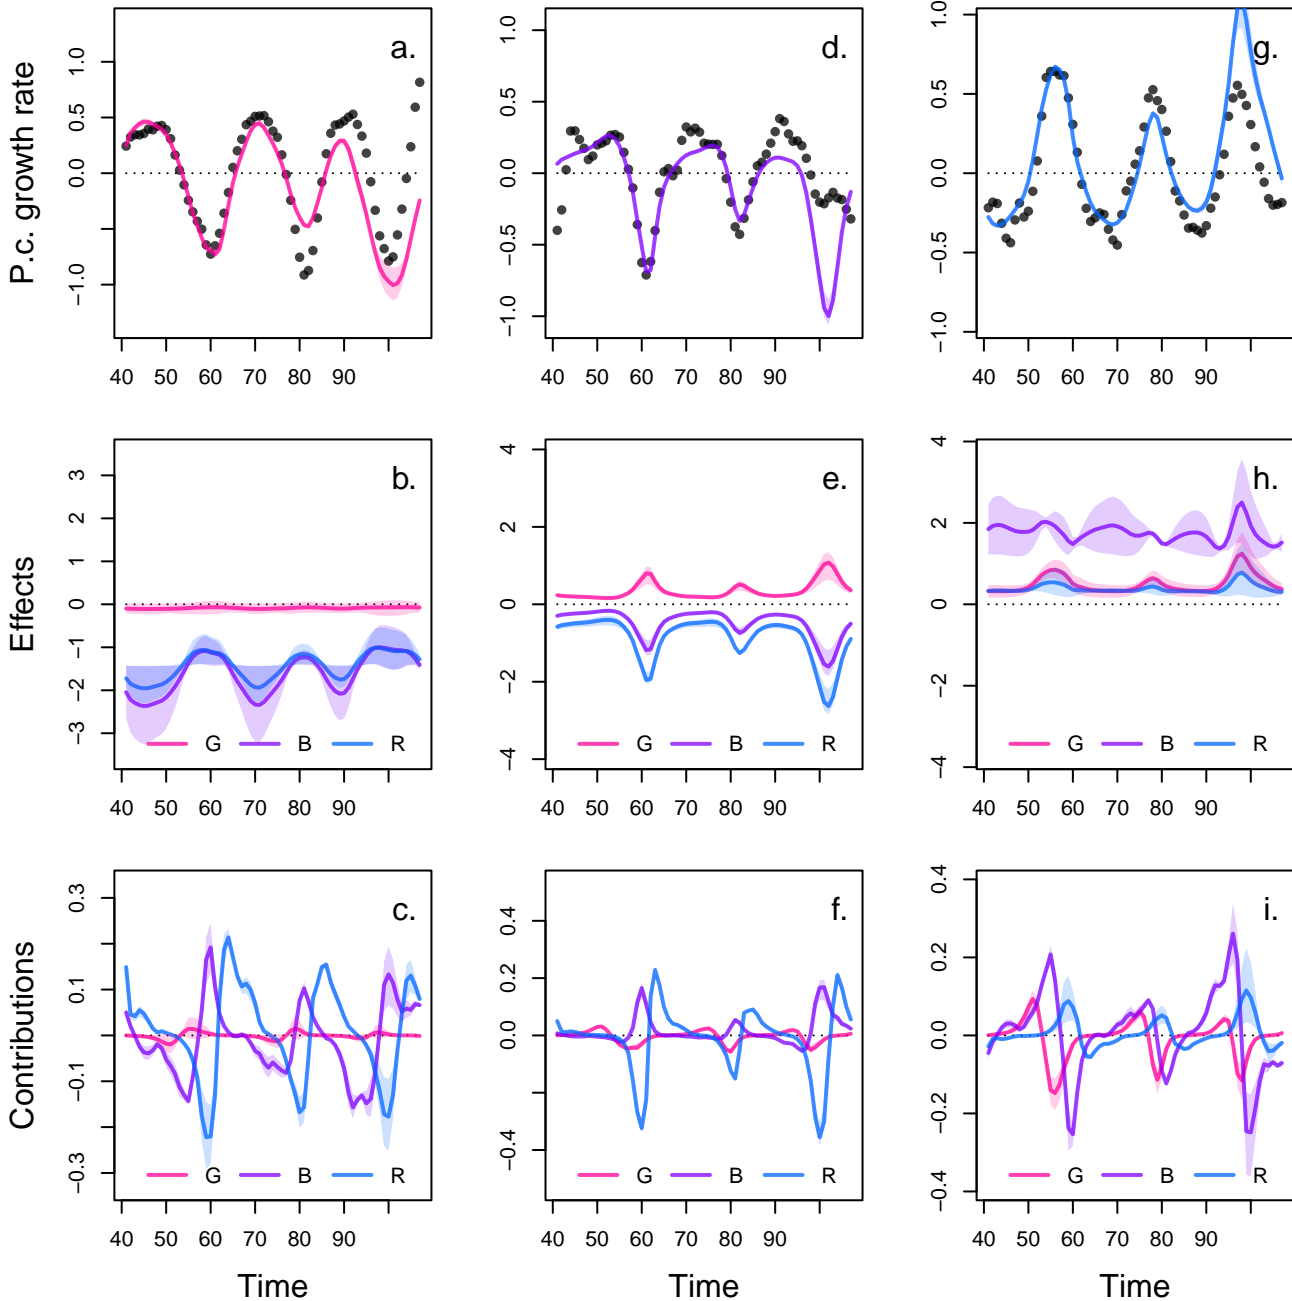 P.c. growth rate
−1.0 0.0 0.5 1.0
a.
40 50 60 70 80 90
−1.0 −0.5 0.0 0.5 1.0
d.
40 50 60 70 80 90
−1.0 −0.5 0.0 0.5 1.0
g.
40 50 60 70 80 90
Effects
−3 −2 −1 0 1 2 3
b.
G B R
40 50 60 70 80 90
−4 −2 0 2 4
e.
G B R
40 50 60 70 80 90
−4 −2 0 2 4
h.
G B R
40 50 60 70 80 90
Contributions
−0.3 −0.1 0.1 0.3
c.
G B R
40 50 60 70 80 90
Time
−0.4 0.0 0.2 0.4
f.
G B R
40 50 60 70 80 90
Time
−0.4 −0.2 0.0 0.2 0.4
i.
G B R
40 50 60 70 80 90
Time